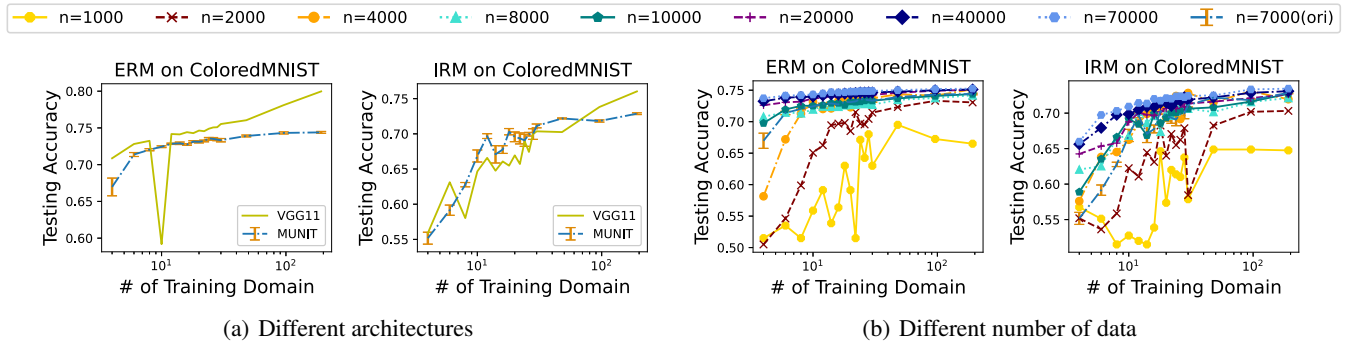 n=1000 n=2000 n=4000 n=8000 n=10000 n=20000 n=40000 n=70000 n=7000(ori)
ERM on ColoredMNIST
Testing Accuracy
0.80
0.75
0.70
0.65
0.60
10¹ 10²
# of Training Domain
VGG11
MUNIT
IRM on ColoredMNIST
Testing Accuracy
0.75
0.70
0.65
0.60
0.55
10¹ 10²
# of Training Domain
VGG11
MUNIT
(a) Different architectures
ERM on ColoredMNIST
Testing Accuracy
0.75
0.70
0.65
0.60
0.55
0.50
10¹ 10²
# of Training Domain
IRM on ColoredMNIST
Testing Accuracy
0.70
0.65
0.60
0.55
10¹ 10²
# of Training Domain
(b) Different number of data